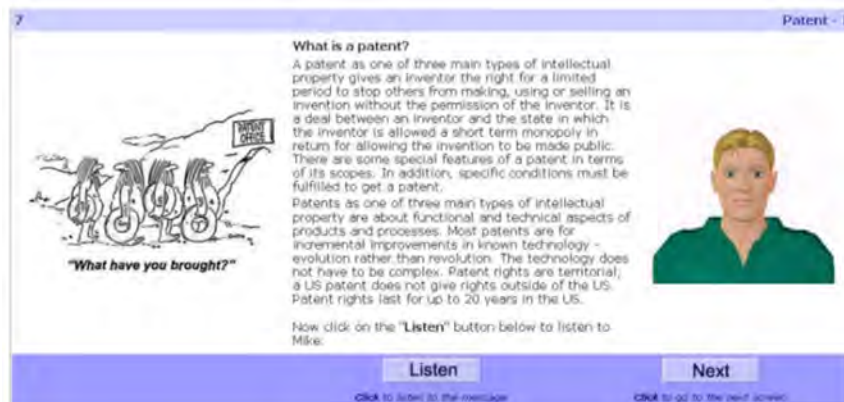 7
Patent -
PATENT
OFFICE
"What have you brought?"
What is a patent?
A patent as one of three main types of intellectual
property gives an inventor the right for a limited
period to stop others from making, using or selling an
invention without the permission of the inventor. It is
a deal between an inventor and the state in which
the inventor is allowed a short term monopoly in
return for allowing the invention to be made public.
There are some special features of a patent in terms
of its scopes. In addition, specific conditions must be
fulfilled to get a patent.
Patents as one of three main types of intellectual
property are about functional and technical aspects of
products and processes. Most patents are for
incremental improvements in known technology -
evolution rather than revolution. The technology does
not have to be complex. Patent rights are territorial;
a US patent does not give rights outside of the US.
Patent rights last for up to 20 years in the US.
Now click on the "Listen" button below to listen to
Mike:
Listen
Next
Click to listen to the message
Click to go to the next screen